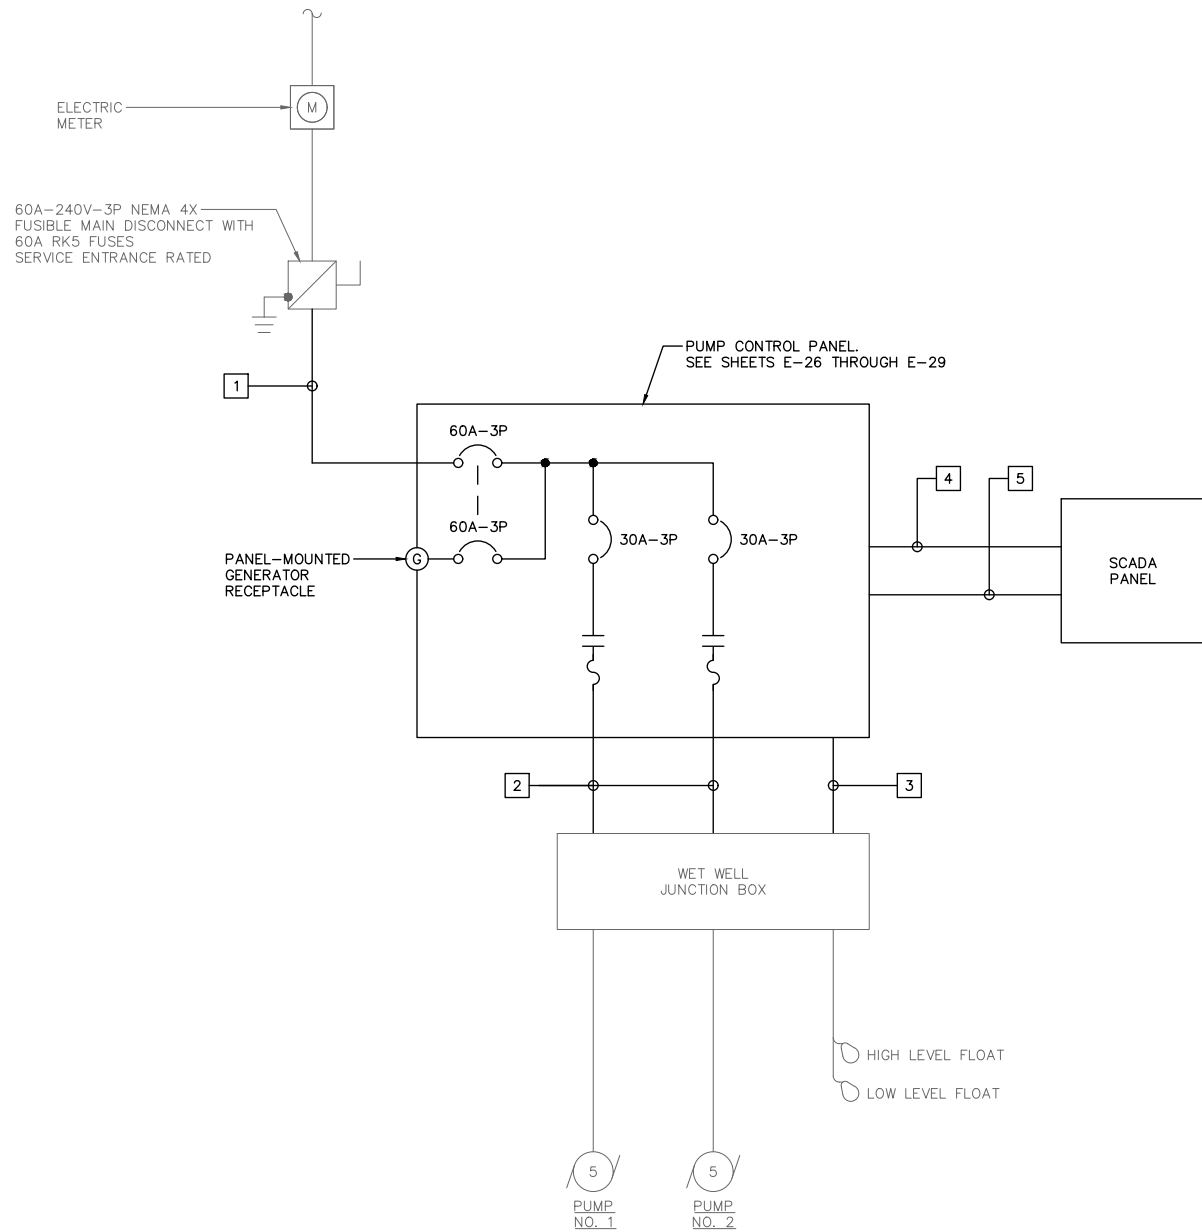 M
ELECTRIC
METER
60A-240V-3P NEMA 4X
FUSIBLE MAIN DISCONNECT WITH
60A RK5 FUSES
SERVICE ENTRANCE RATED
PUMP CONTROL PANEL.
SEE SHEETS E-26 THROUGH E-29
1
60A-3P
4
5
60A-3P
30A-3P
30A-3P
PANEL-MOUNTED
GENERATOR
RECEPTACLE
G
SCADA
PANEL
2
3
WET WELL
JUNCTION BOX
HIGH LEVEL FLOAT
LOW LEVEL FLOAT
5
PUMP
NO. 1
5
PUMP
NO. 2